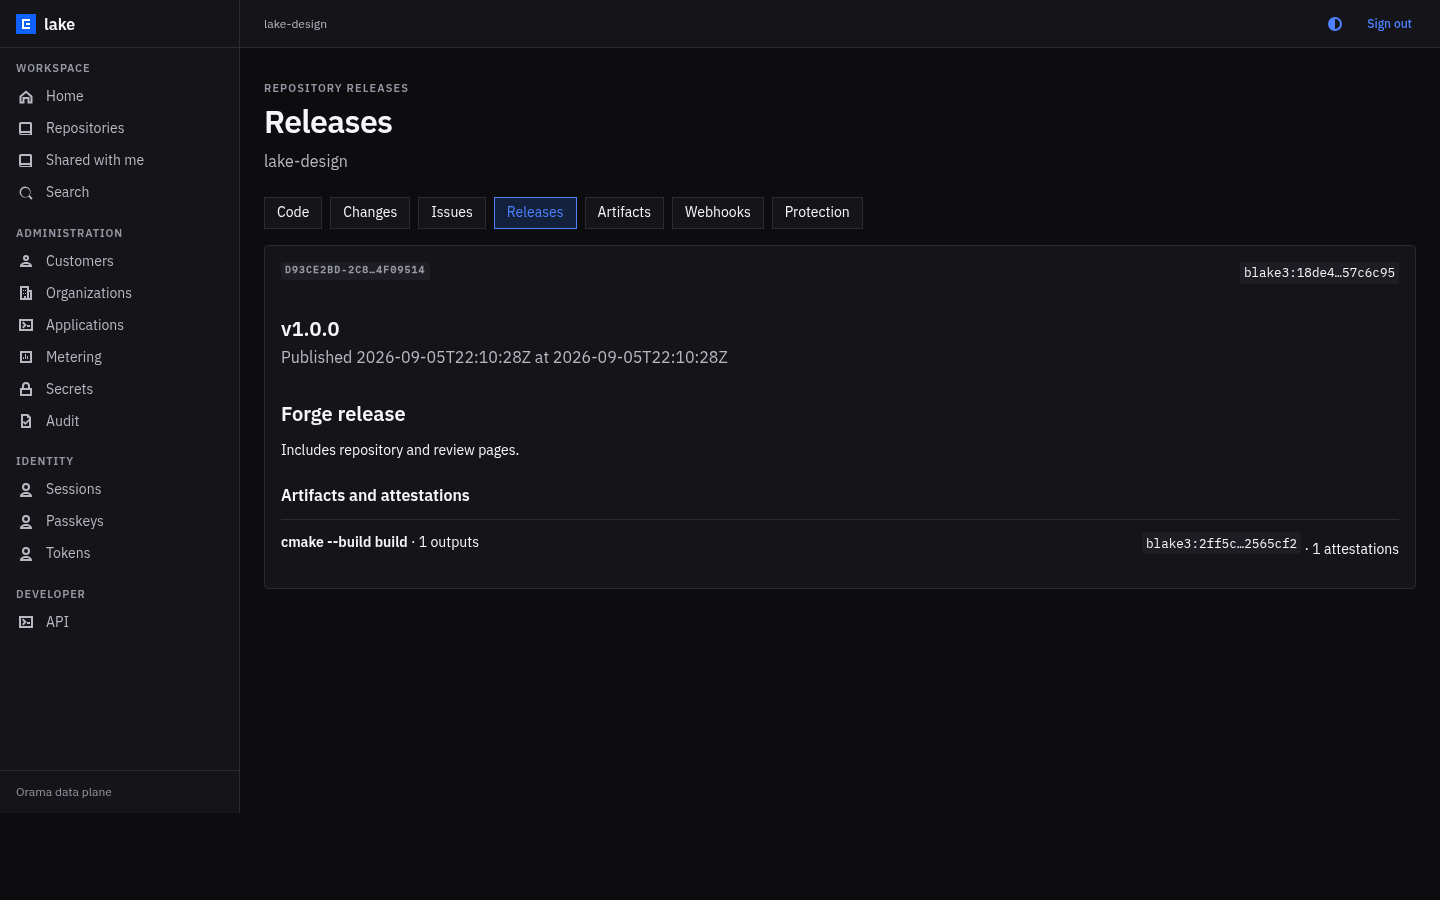 lake
lake-design
Sign out
WORKSPACE
Home
Repositories
Shared with me
Search
ADMINISTRATION
Customers
Organizations
Applications
Metering
Secrets
Audit
IDENTITY
Sessions
Passkeys
Tokens
DEVELOPER
API
Orama data plane
REPOSITORY RELEASES
Releases
lake-design
Code
Changes
Issues
Releases
Artifacts
Webhooks
Protection
D93CE2BD-2C8…4F09514
blake3:18de4…57c6c95
v1.0.0
Published 2026-09-05T22:10:28Z at 2026-09-05T22:10:28Z
Forge release
Includes repository and review pages.
Artifacts and attestations
cmake --build build · 1 outputs
blake3:2ff5c…2565cf2 · 1 attestations